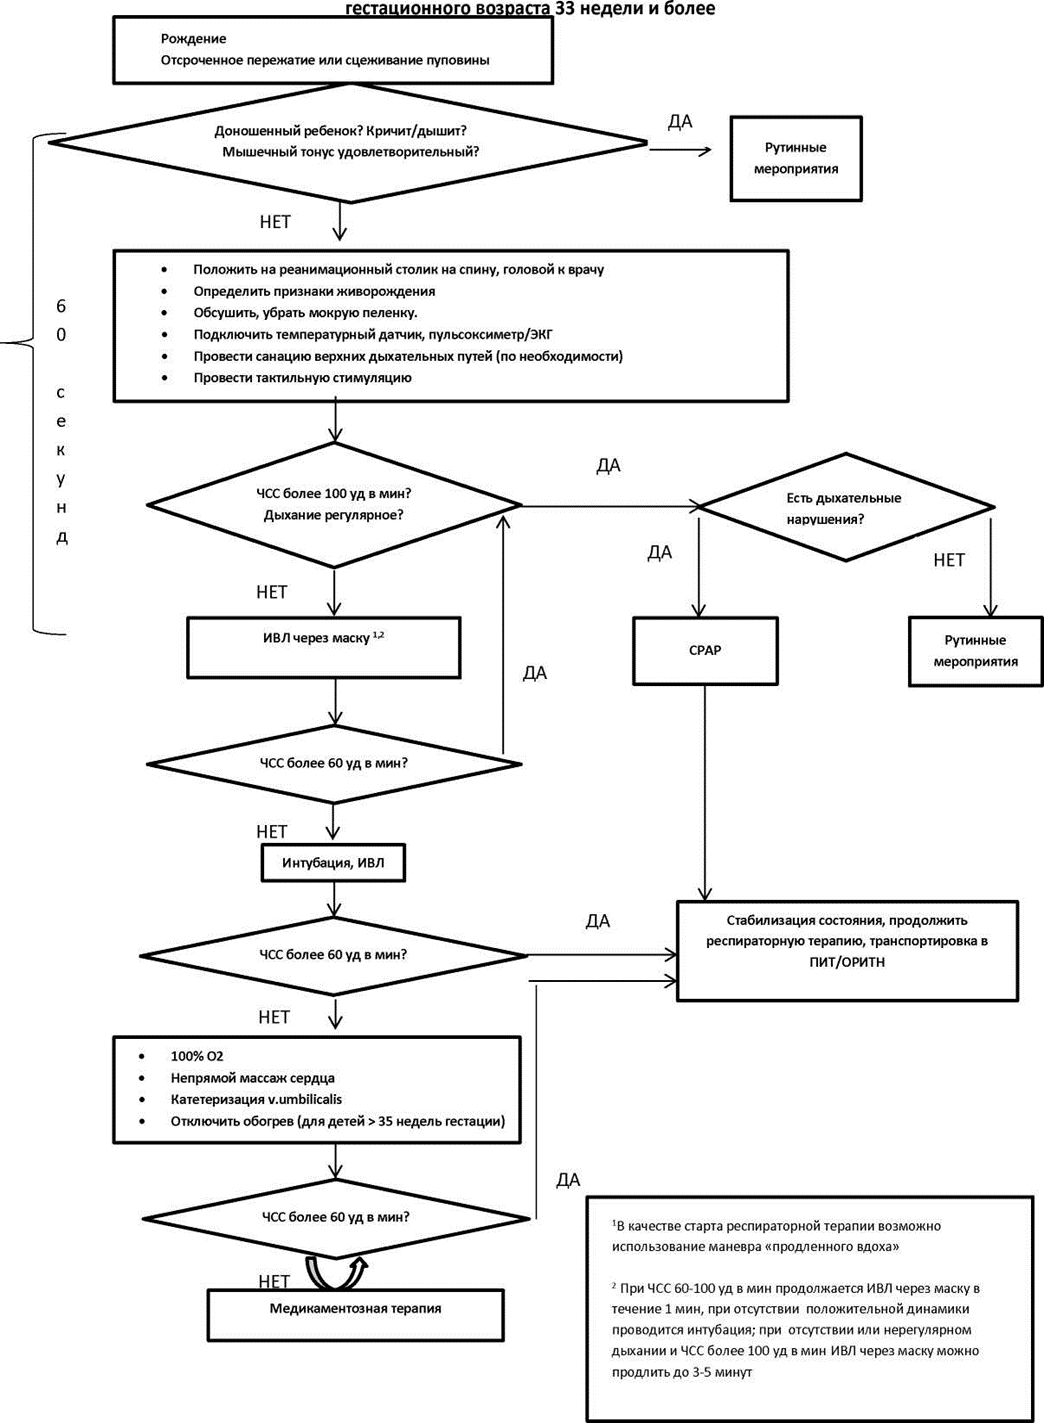 гестационного возраста 33 недели и более
Рождение
Отсроченное пережатие или сцеживание пуповины
Доношенный ребенок? Кричит/дышит?
Мышечный тонус удовлетворительный?
ДА
Рутинные
мероприятия
НЕТ
Положить на реанимационный столик на спину, головой к врачу
Определить признаки живорождения
Обсушить, убрать мокрую пеленку.
Подключить температурный датчик, пульсоксиметр/ЭКГ
Провести санацию верхних дыхательных путей (по необходимости)
Провести тактильную стимуляцию
60 секунд
ЧСС более 100 уд в мин?
Дыхание регулярное?
ДА
Есть дыхательные
нарушения?
ДА
НЕТ
НЕТ
ИВЛ через маску 1,2
CPAP
Рутинные
мероприятия
ДА
ЧСС более 60 уд в мин?
НЕТ
Интубация, ИВЛ
ЧСС более 60 уд в мин?
ДА
Стабилизация состояния, продолжить
респираторную терапию, транспортировка в
ПИТ/ОРИТН
НЕТ
100% О2
Непрямой массаж сердца
Катетеризация v.umbilicalis
Отключить обогрев (для детей > 35 недель гестации)
ДА
ЧСС более 60 уд в мин?
НЕТ
Медикаментозная терапия
1В качестве старта респираторной терапии возможно
использование маневра «продленного вдоха»
2 При ЧСС 60-100 уд в мин продолжается ИВЛ через маску в
течение 1 мин, при отсутствии положительной динамики
проводится интубация; при отсутствии или нерегулярном
дыхании и ЧСС более 100 уд в мин ИВЛ через маску можно
продлить до 3-5 минут